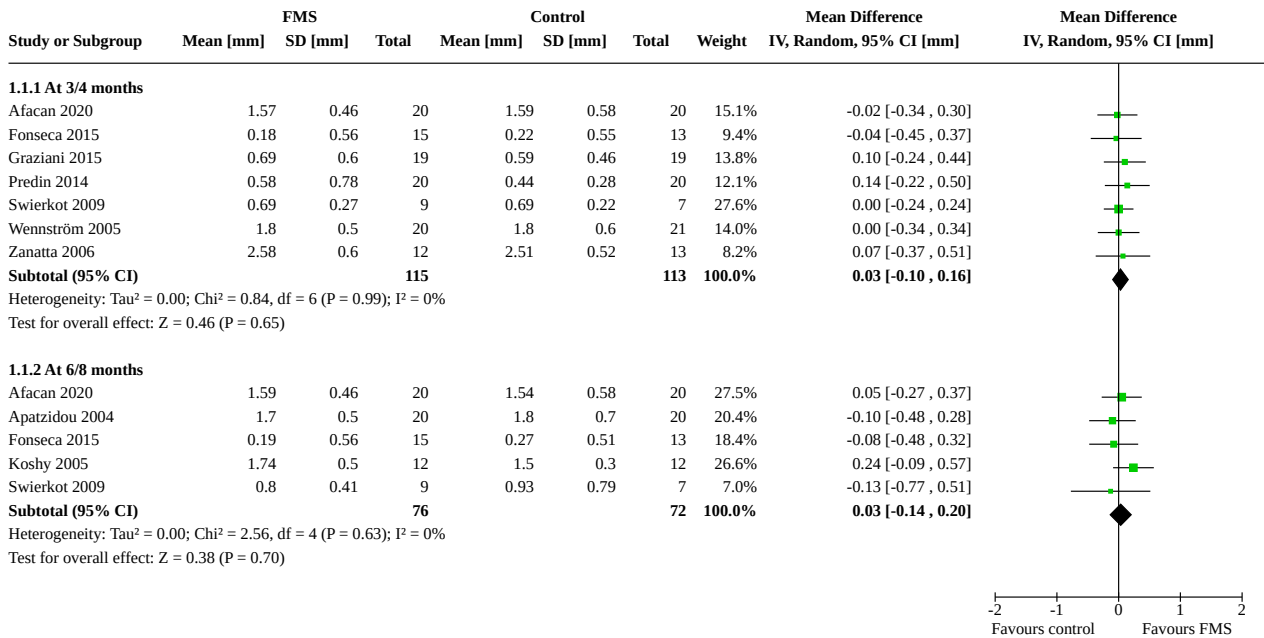 FMS Control Mean Difference Mean Difference
Study or Subgroup Mean [mm] SD [mm] Total Mean [mm] SD [mm] Total Weight IV, Random, 95% CI [mm] IV, Random, 95% CI [mm]
1.1.1 At 3/4 months
Afacan 2020 1.57 0.46 20 1.59 0.58 20 15.1% -0.02 [-0.34 , 0.30]
Fonseca 2015 0.18 0.56 15 0.22 0.55 13 9.4% -0.04 [-0.45 , 0.37]
Graziani 2015 0.69 0.6 19 0.59 0.46 19 13.8% 0.10 [-0.24 , 0.44]
Predin 2014 0.58 0.78 20 0.44 0.28 20 12.1% 0.14 [-0.22 , 0.50]
Swierkot 2009 0.69 0.27 9 0.69 0.22 7 27.6% 0.00 [-0.24 , 0.24]
Wennström 2005 1.8 0.5 20 1.8 0.6 21 14.0% 0.00 [-0.34 , 0.34]
Zanatta 2006 2.58 0.6 12 2.51 0.52 13 8.2% 0.07 [-0.37 , 0.51]
Subtotal (95% CI) 115 113 100.0% 0.03 [-0.10 , 0.16]
Heterogeneity: Tau² = 0.00; Chi² = 0.84, df = 6 (P = 0.99); I² = 0%
Test for overall effect: Z = 0.46 (P = 0.65)
1.1.2 At 6/8 months
Afacan 2020 1.59 0.46 20 1.54 0.58 20 27.5% 0.05 [-0.27 , 0.37]
Apatzidou 2004 1.7 0.5 20 1.8 0.7 20 20.4% -0.10 [-0.48 , 0.28]
Fonseca 2015 0.19 0.56 15 0.27 0.51 13 18.4% -0.08 [-0.48 , 0.32]
Koshy 2005 1.74 0.5 12 1.5 0.3 12 26.6% 0.24 [-0.09 , 0.57]
Swierkot 2009 0.8 0.41 9 0.93 0.79 7 7.0% -0.13 [-0.77 , 0.51]
Subtotal (95% CI) 76 72 100.0% 0.03 [-0.14 , 0.20]
Heterogeneity: Tau² = 0.00; Chi² = 2.56, df = 4 (P = 0.63); I² = 0%
Test for overall effect: Z = 0.38 (P = 0.70)
-2 -1 0 1 2
Favours control Favours FMS